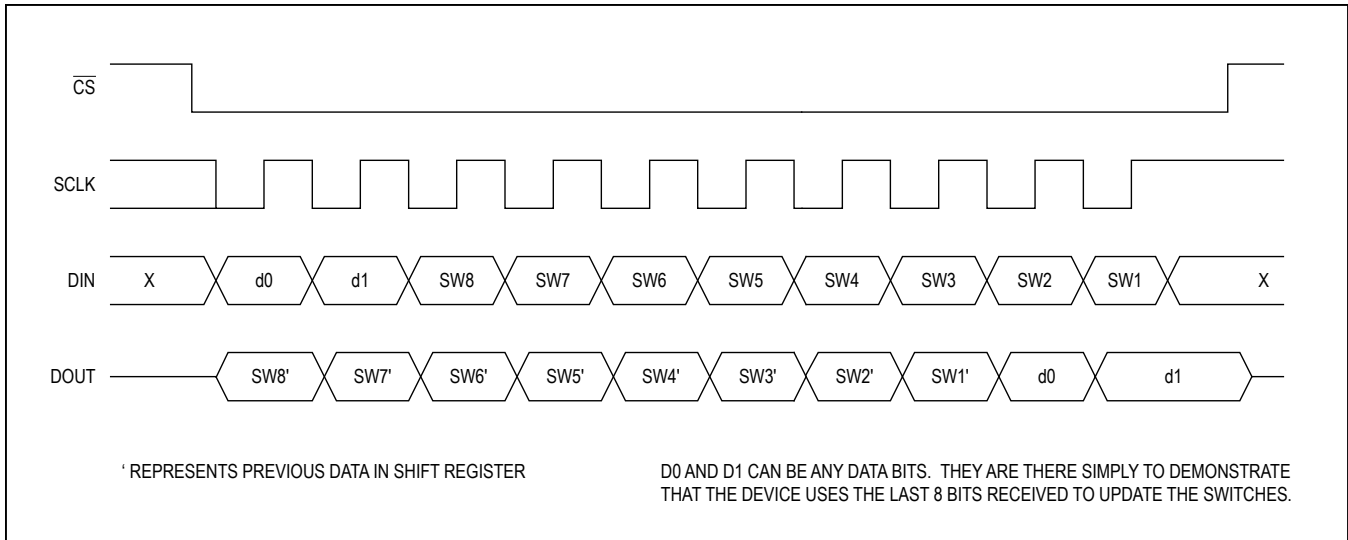 CS
SCLK
DIN X d0 d1 SW8 SW7 SW6 SW5 SW4 SW3 SW2 SW1 X
DOUT SW8' SW7' SW6' SW5' SW4' SW3' SW2' SW1' d0 d1
‘ REPRESENTS PREVIOUS DATA IN SHIFT REGISTER
D0 AND D1 CAN BE ANY DATA BITS. THEY ARE THERE SIMPLY TO DEMONSTRATE
THAT THE DEVICE USES THE LAST 8 BITS RECEIVED TO UPDATE THE SWITCHES.